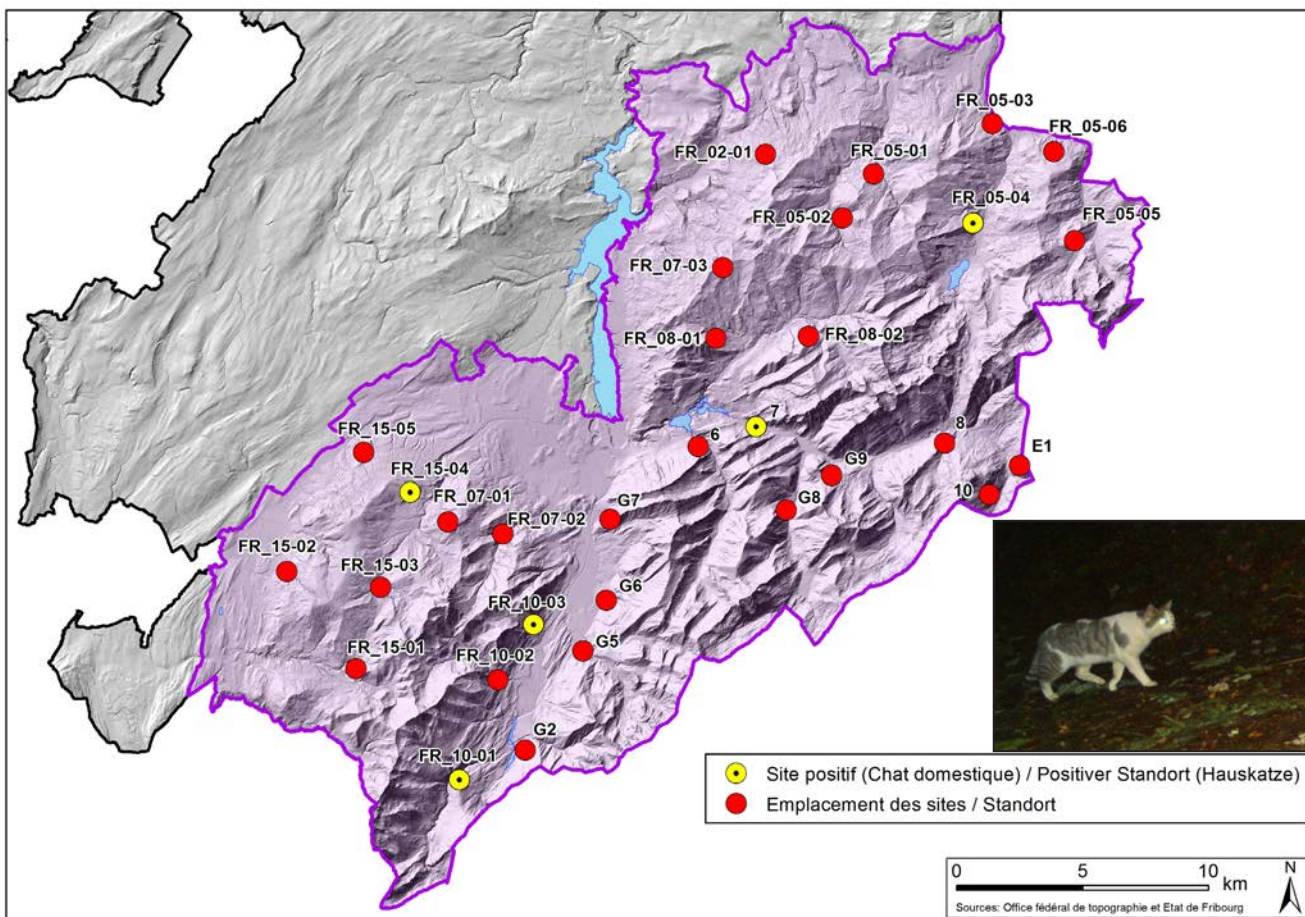 FR_05-03
FR_05-06
FR_02-01
FR_05-01
FR_05-04
FR_05-02
FR_05-05
FR_07-03
FR_08-01
FR_08-02
7
6
8
E1
FR_15-05
G9
FR_15-04
10
FR_07-01
G7
G8
FR_07-02
FR_15-02
FR_15-03
G6
FR_10-03
G5
FR_15-01
FR_10-02
G2
FR_10-01
Site positif (Chat domestique) / Positiver Standort (Hauskatze)
Emplacement des sites / Standort
0 5 10
km
N
Sources: Office fédéral de topographie et Etat de Fribourg